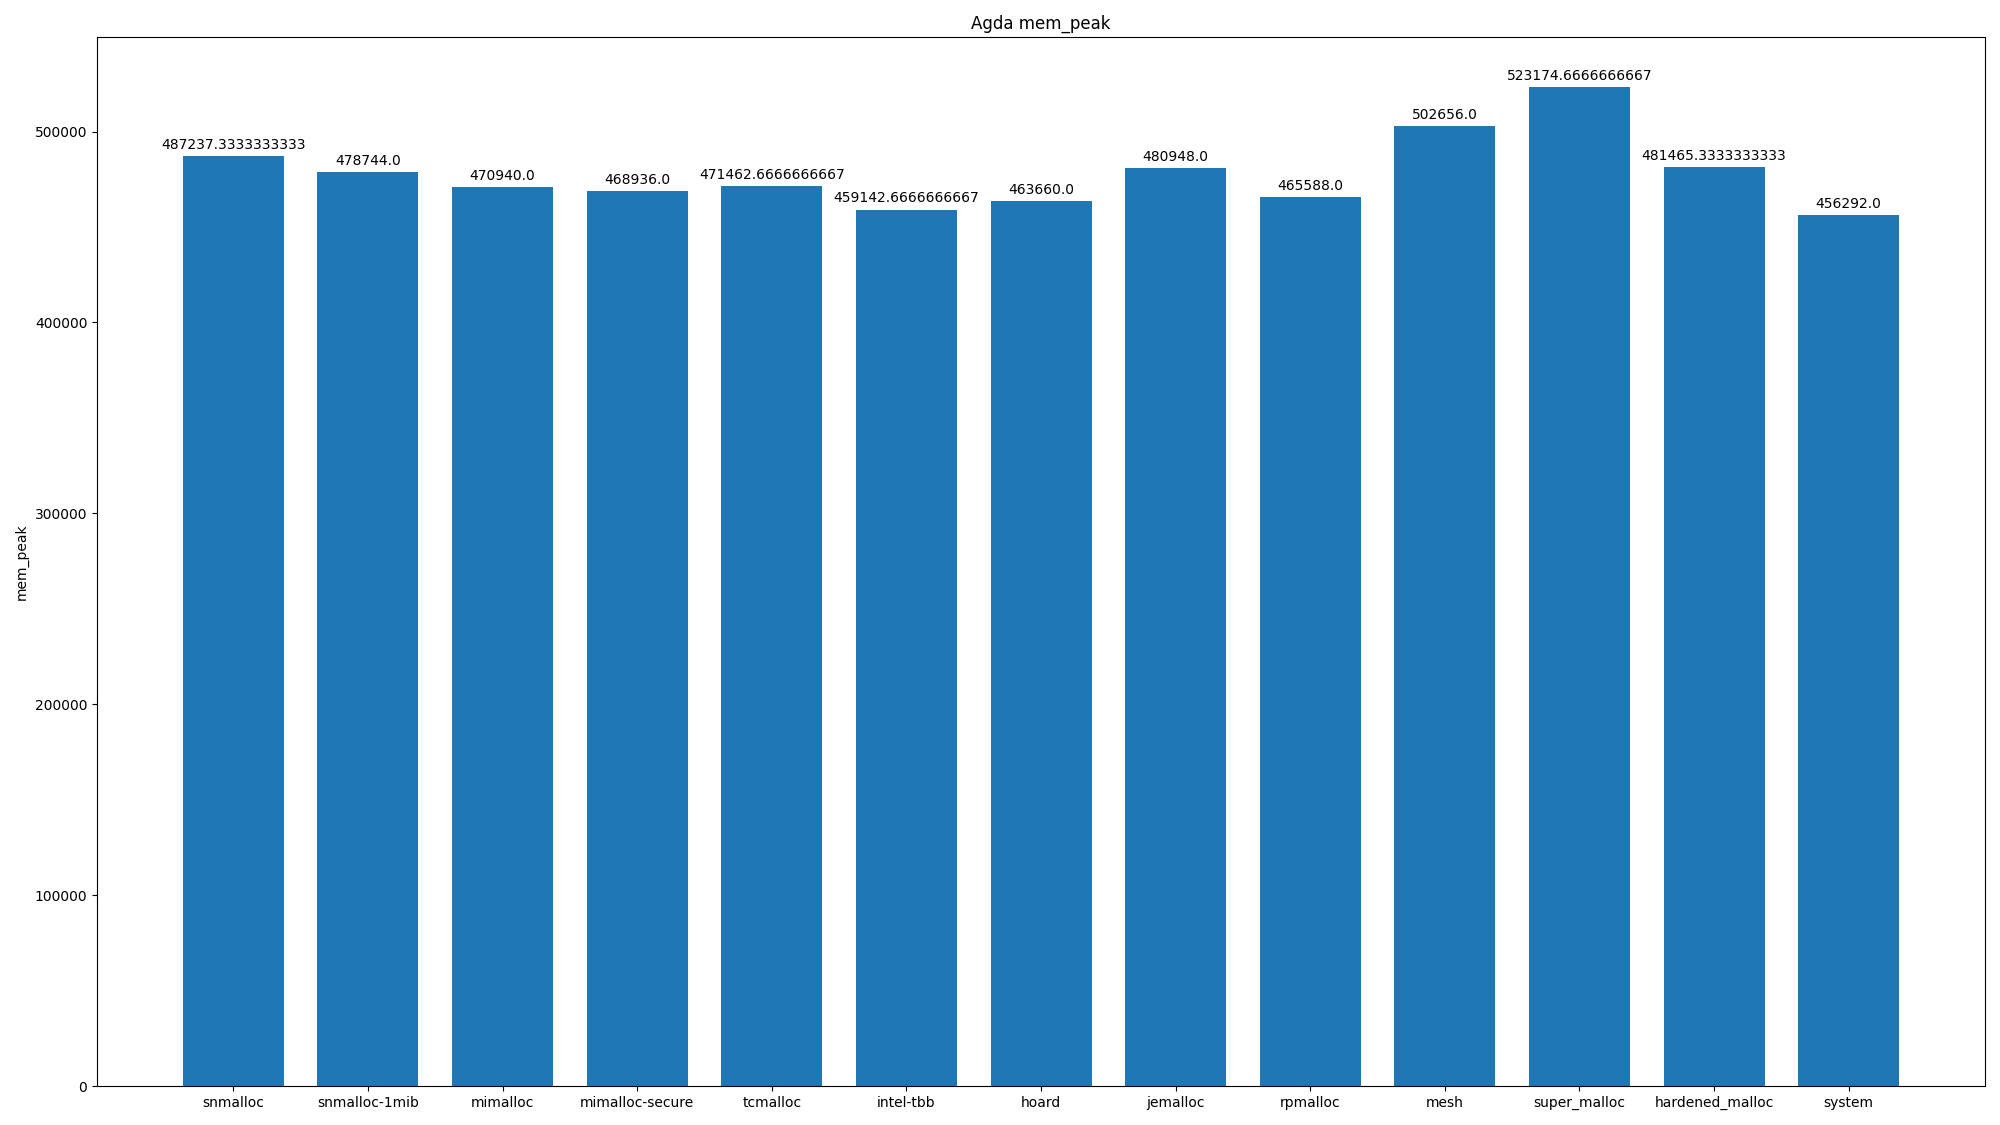 Agda mem_peak
523174.6666666667
502656.0
500000
487237.3333333333
478744.0
470940.0
468936.0
471462.6666666667
459142.6666666667
463660.0
480948.0
465588.0
481465.3333333333
456292.0
400000
300000
mem_peak
200000
100000
0
snmalloc
snmalloc-1mib
mimalloc
mimalloc-secure
tcmalloc
intel-tbb
hoard
jemalloc
rpmalloc
mesh
super_malloc
hardened_malloc
system